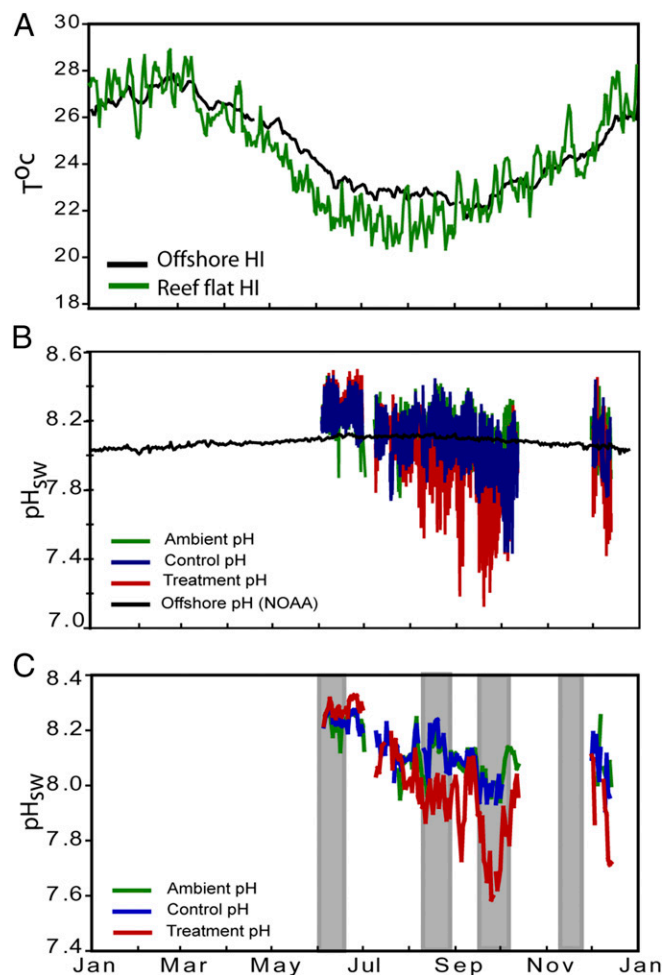 A
30
28
26
24
22
20
18
T°C
Offshore HI
Reef flat HI
B
8.6
8.2
7.8
7.4
7.0
pHsw
Ambient pH
Control pH
Treatment pH
Offshore pH (NOAA)
C
8.4
8.2
8.0
7.8
7.6
7.4
pHsw
Ambient pH
Control pH
Treatment pH
Jan Mar May Jul Sep Nov Jan